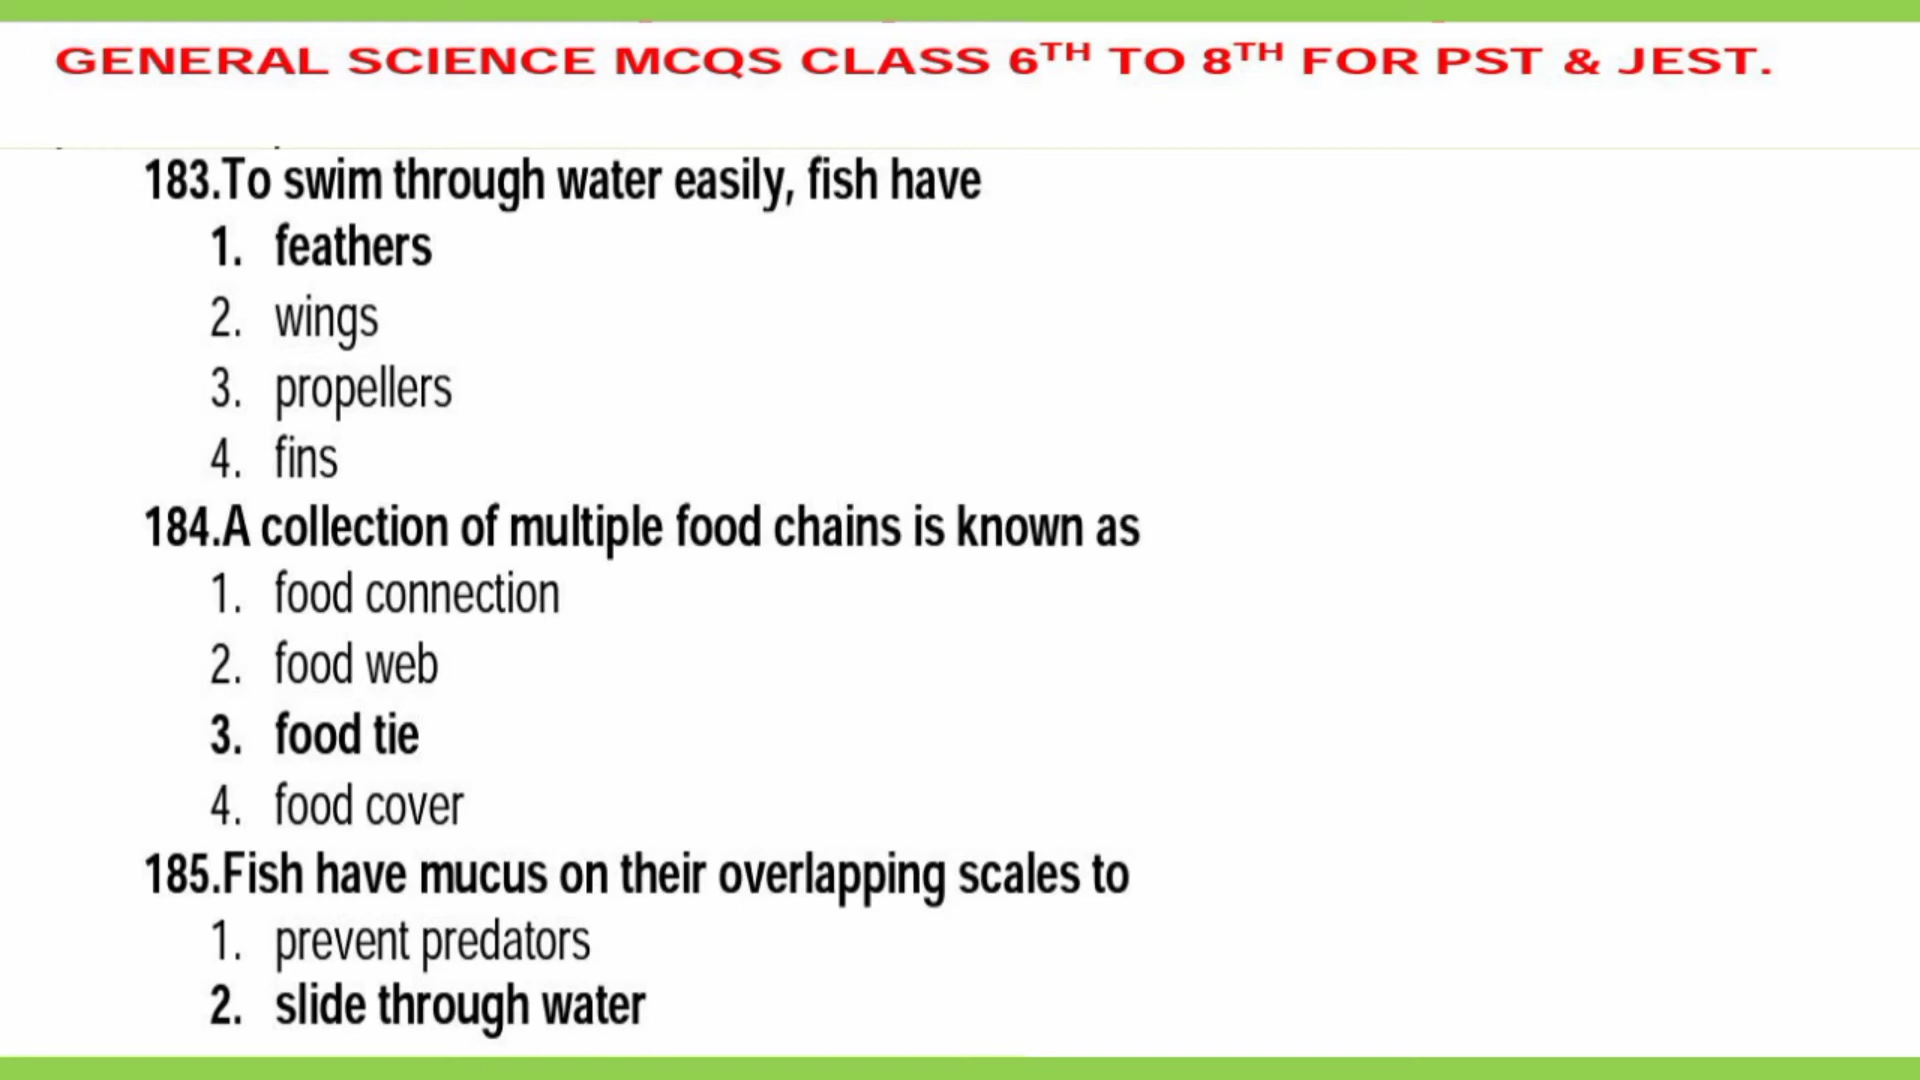 GENERAL SCIENCE MCQS CLASS 6TH TO 8TH FOR PST & JEST.
183.To swim through water easily, fish have
1. feathers
2. wings
3. propellers
4. fins
184.A collection of multiple food chains is known as
1. food connection
2. food web
3. food tie
4. food cover
185.Fish have mucus on their overlapping scales to
1. prevent predators
2. slide through water